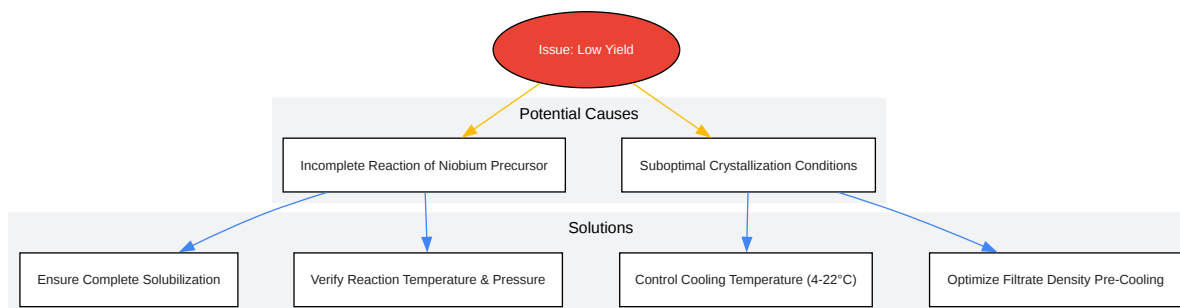 Issue: Low Yield
Potential Causes
Incomplete Reaction of Niobium Precursor
Suboptimal Crystallization Conditions
Solutions
Ensure Complete Solubilization
Verify Reaction Temperature & Pressure
Control Cooling Temperature (4-22°C)
Optimize Filtrate Density Pre-Cooling